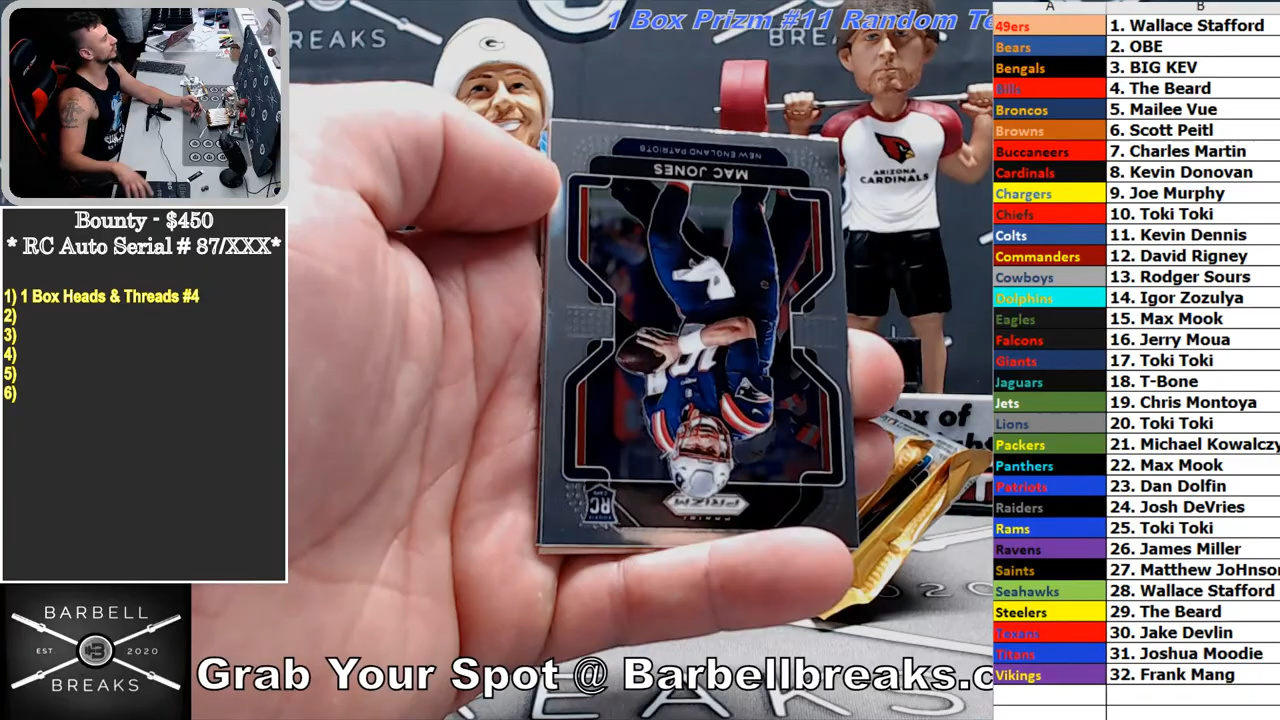 1 Box Prizm #11 Random Te
BREAKS
Bounty - $450
* RC Auto Serial # 87/XXX*
1) 1 Box Heads & Threads #4
2)
3)
4)
5)
6)
BARBELL
EST. 2020
BREAKS
NEW ENGLAND PATRIOTS
MAC JONES
RC
PRIZM
ARIZONA
CARDINALS
ox of
Grab Your Spot @ Barbellbreaks.c
A B
49ers 1. Wallace Stafford
Bears 2. OBE
Bengals 3. BIG KEV
Bills 4. The Beard
Broncos 5. Mailee Vue
Browns 6. Scott Peitl
Buccaneers 7. Charles Martin
Cardinals 8. Kevin Donovan
Chargers 9. Joe Murphy
Chiefs 10. Toki Toki
Colts 11. Kevin Dennis
Commanders 12. David Rigney
Cowboys 13. Rodger Sours
Dolphins 14. Igor Zozulya
Eagles 15. Max Mook
Falcons 16. Jerry Moua
Giants 17. Toki Toki
Jaguars 18. T-Bone
Jets 19. Chris Montoya
Lions 20. Toki Toki
Packers 21. Michael Kowalczy
Panthers 22. Max Mook
Patriots 23. Dan Dolfin
Raiders 24. Josh DeVries
Rams 25. Toki Toki
Ravens 26. James Miller
Saints 27. Matthew JoHnson
Seahawks 28. Wallace Stafford
Steelers 29. The Beard
Texans 30. Jake Devlin
Titans 31. Joshua Moodie
Vikings 32. Frank Mang